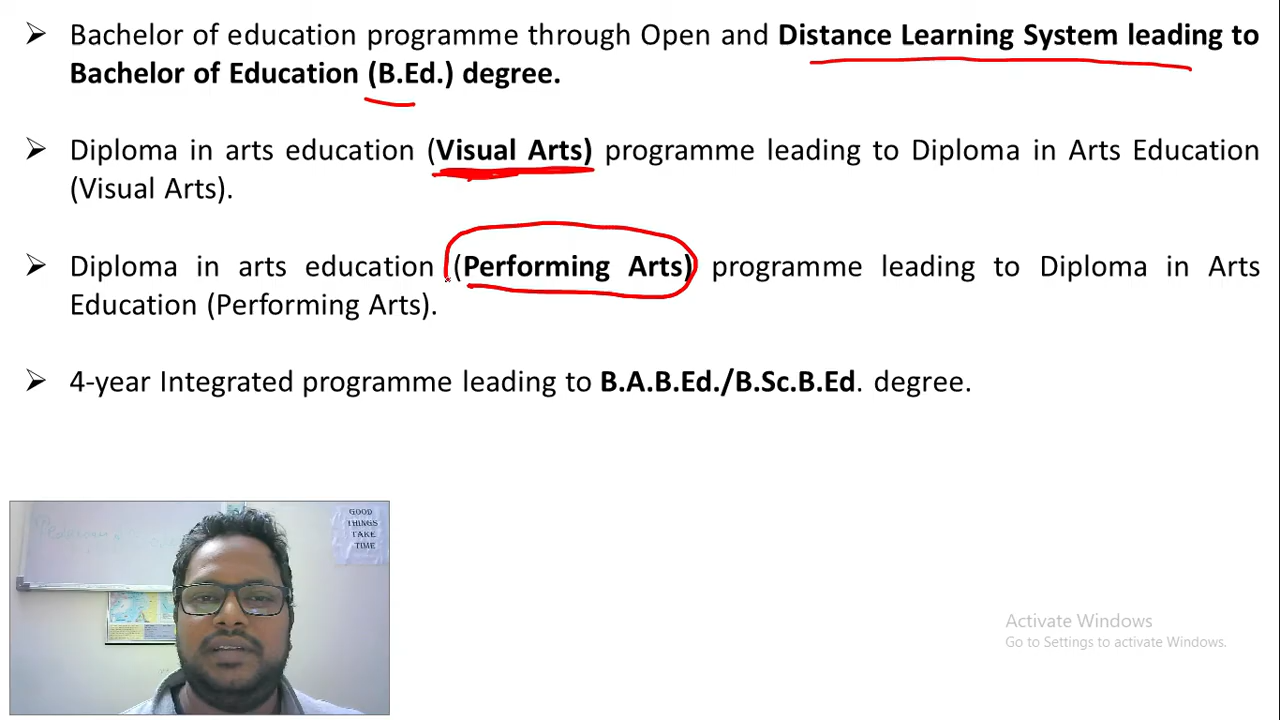 ➢ Bachelor of education programme through Open and Distance Learning System leading to
Bachelor of Education (B.Ed.) degree.
➢ Diploma in arts education (Visual Arts) programme leading to Diploma in Arts Education
(Visual Arts).
➢ Diploma in arts education (Performing Arts) programme leading to Diploma in Arts
Education (Performing Arts).
➢ 4-year Integrated programme leading to B.A.B.Ed./B.Sc.B.Ed. degree.
GOOD
THINGS
TAKE
TIME
Activate Windows
Go to Settings to activate Windows.